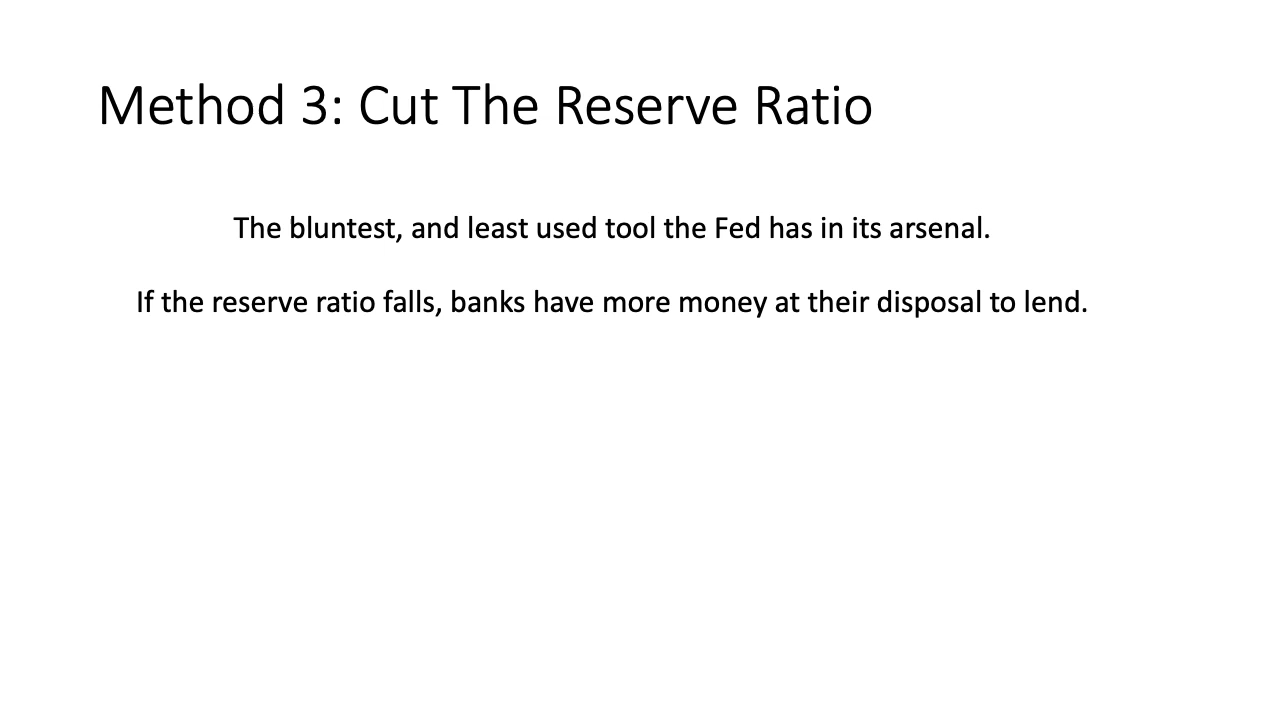 Method 3: Cut The Reserve Ratio
The bluntest, and least used tool the Fed has in its arsenal.
If the reserve ratio falls, banks have more money at their disposal to lend.